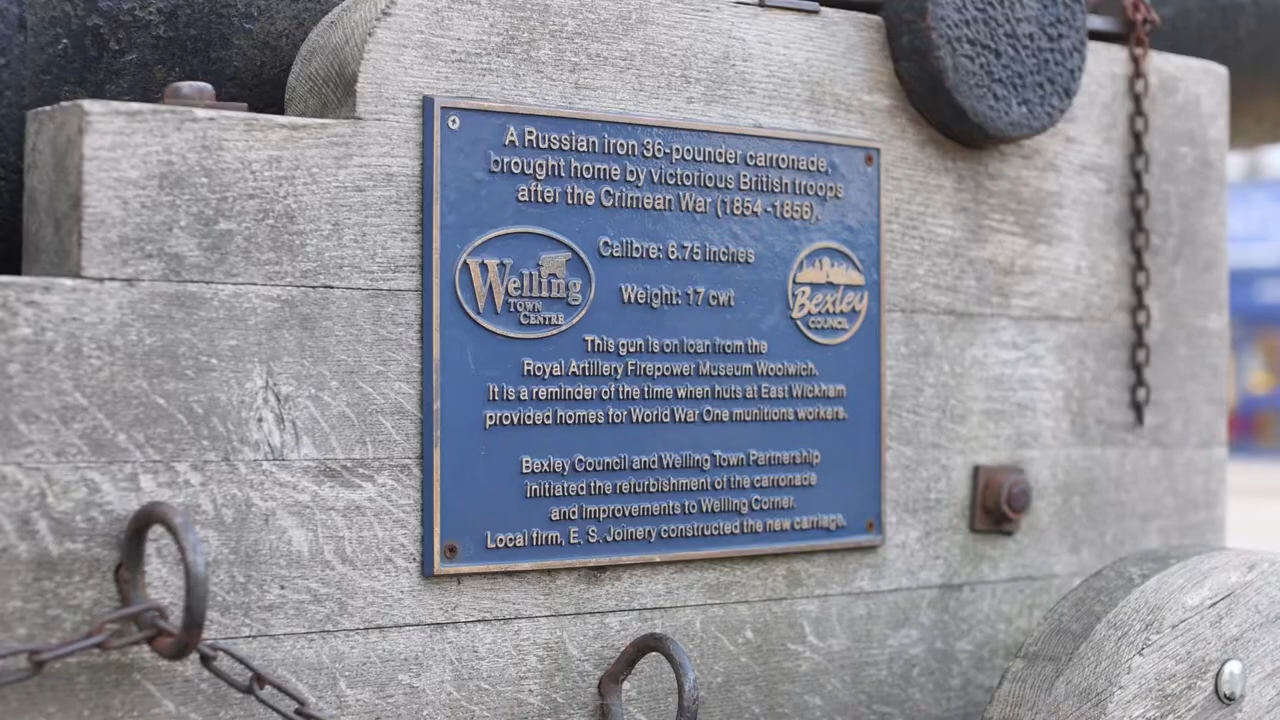 A Russian iron 36-pounder carronade,
brought home by victorious British troops
after the Crimean War (1854-1856).
Calibre: 6.75 inches
Weight: 17 cwt
Welling
TOWN
CENTRE
Bexley
COUNCIL
This gun is on loan from the
Royal Artillery Firepower Museum Woolwich.
It is a reminder of the time when huts at East Wickham
provided homes for World War One munitions workers.
Bexley Council and Welling Town Partnership
initiated the refurbishment of the carronade
and improvements to Welling Corner.
Local firm, E. S. Joinery constructed the new carriage.